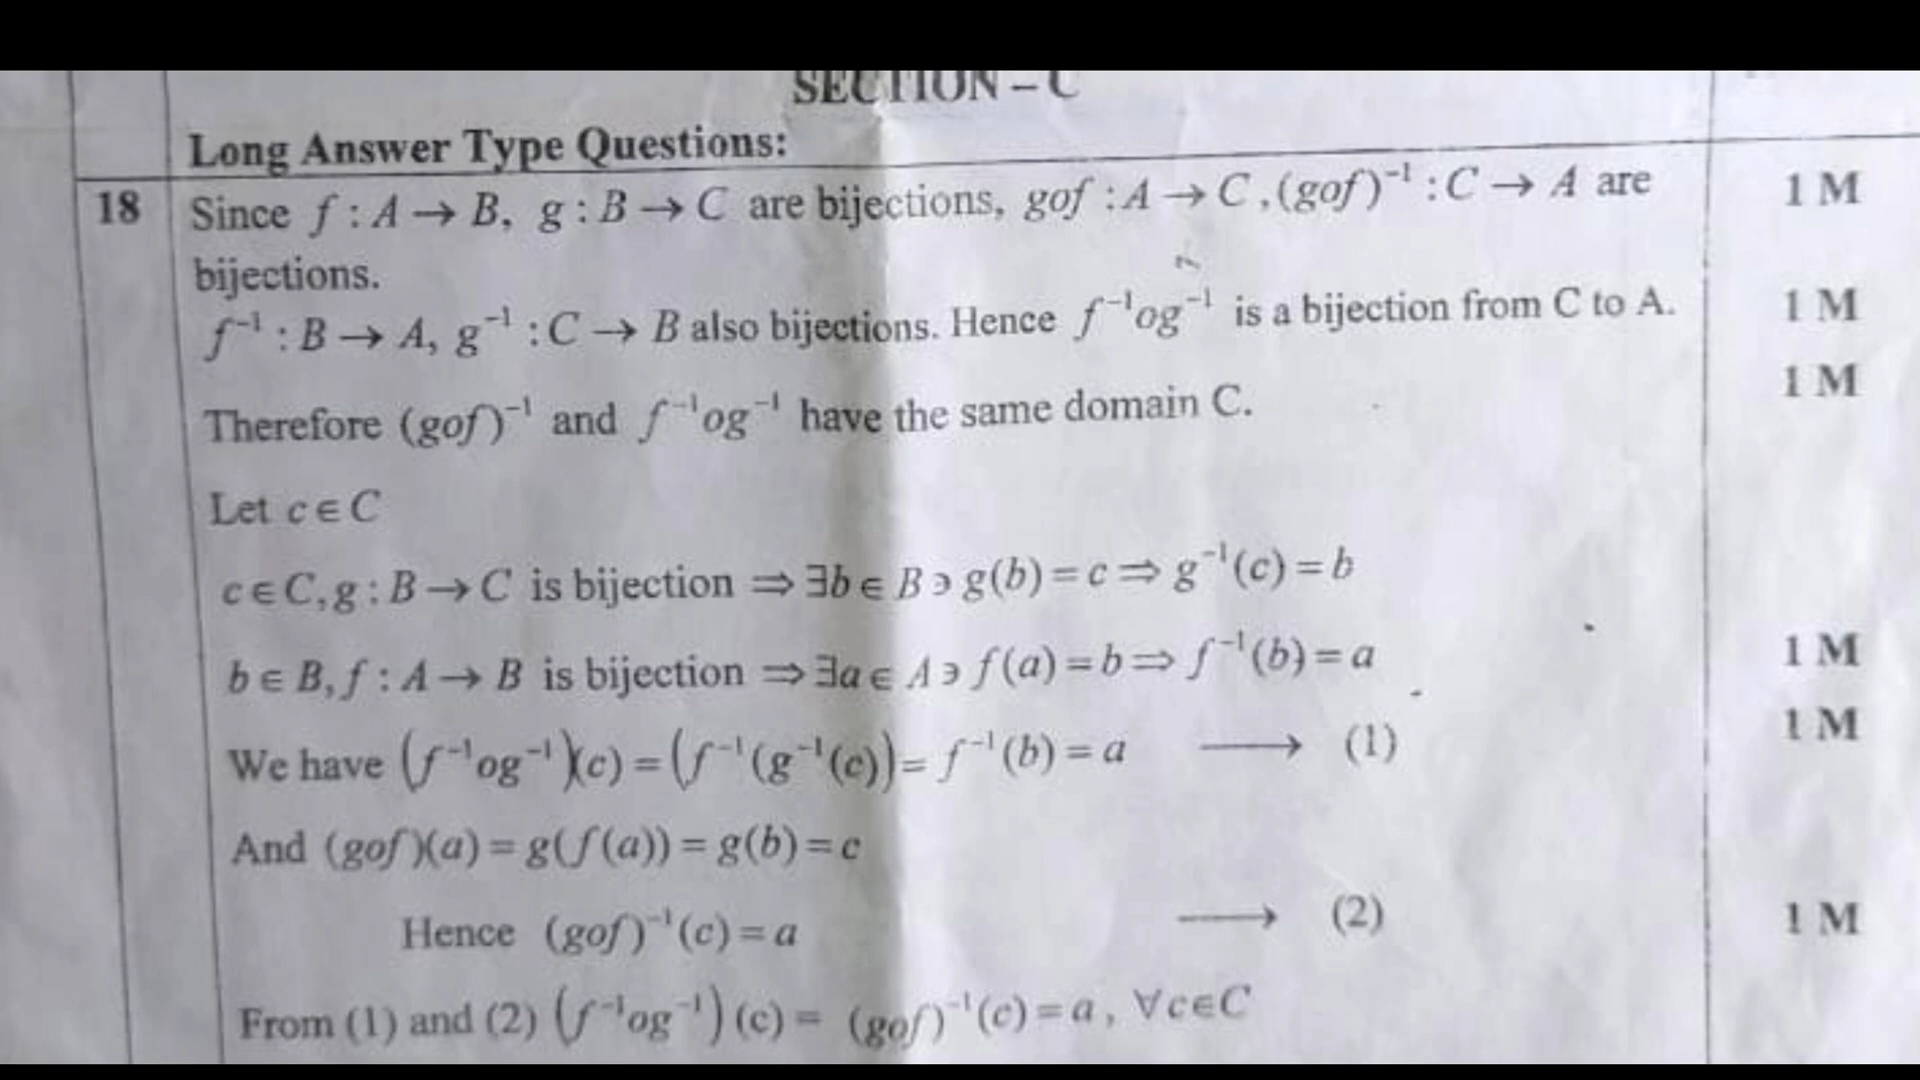 SECTION – C
Long Answer Type Questions:
18 Since f : A → B, g : B → C are bijections, gof : A → C, (gof)⁻¹ : C → A are 1 M
bijections.
f⁻¹ : B → A, g⁻¹ : C → B also bijections. Hence f⁻¹og⁻¹ is a bijection from C to A. 1 M
Therefore (gof)⁻¹ and f⁻¹og⁻¹ have the same domain C. 1 M
Let c ∈ C
c ∈ C, g : B → C is bijection ⇒ ∃b ∈ B ∋ g(b) = c ⇒ g⁻¹(c) = b
b ∈ B, f : A → B is bijection ⇒ ∃a ∈ A ∋ f(a) = b ⇒ f⁻¹(b) = a 1 M
We have (f⁻¹og⁻¹)(c) = (f⁻¹(g⁻¹(c)) = f⁻¹(b) = a ⟶ (1) 1 M
And (gof)(a) = g(f(a)) = g(b) = c
Hence (gof)⁻¹(c) = a ⟶ (2) 1 M
From (1) and (2) (f⁻¹og⁻¹) (c) = (gof)⁻¹(c) = a, ∀c∈C